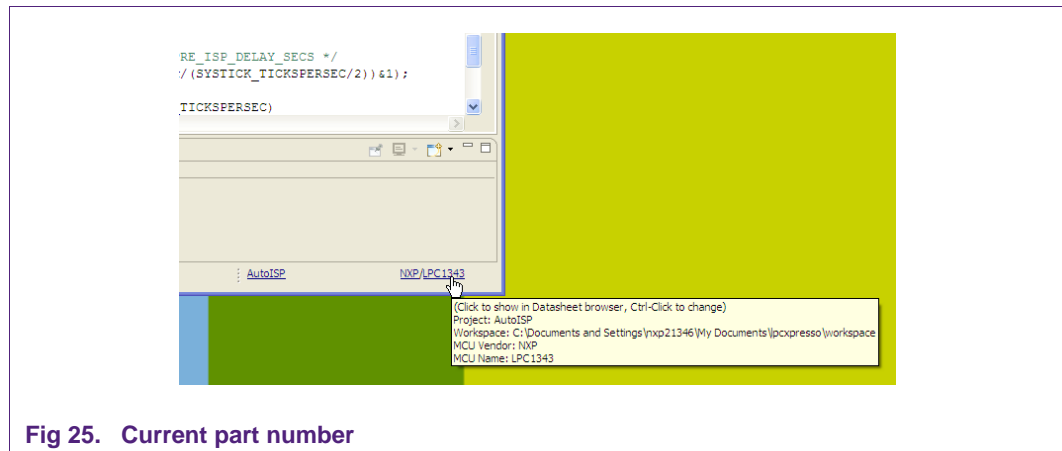 RE_ISP_DELAY_SECS */
/(SYSTICK_TICKSPERSEC/2))&1);
TICKSPERSEC)
AutoISP NXP/LPC1343
(Click to show in Datasheet browser, Ctrl-Click to change)
Project: AutoISP
Workspace: C:\Documents and Settings\nxp21346\My Documents\lpcxpresso\workspace
MCU Vendor: NXP
MCU Name: LPC1343
Fig 25. Current part number